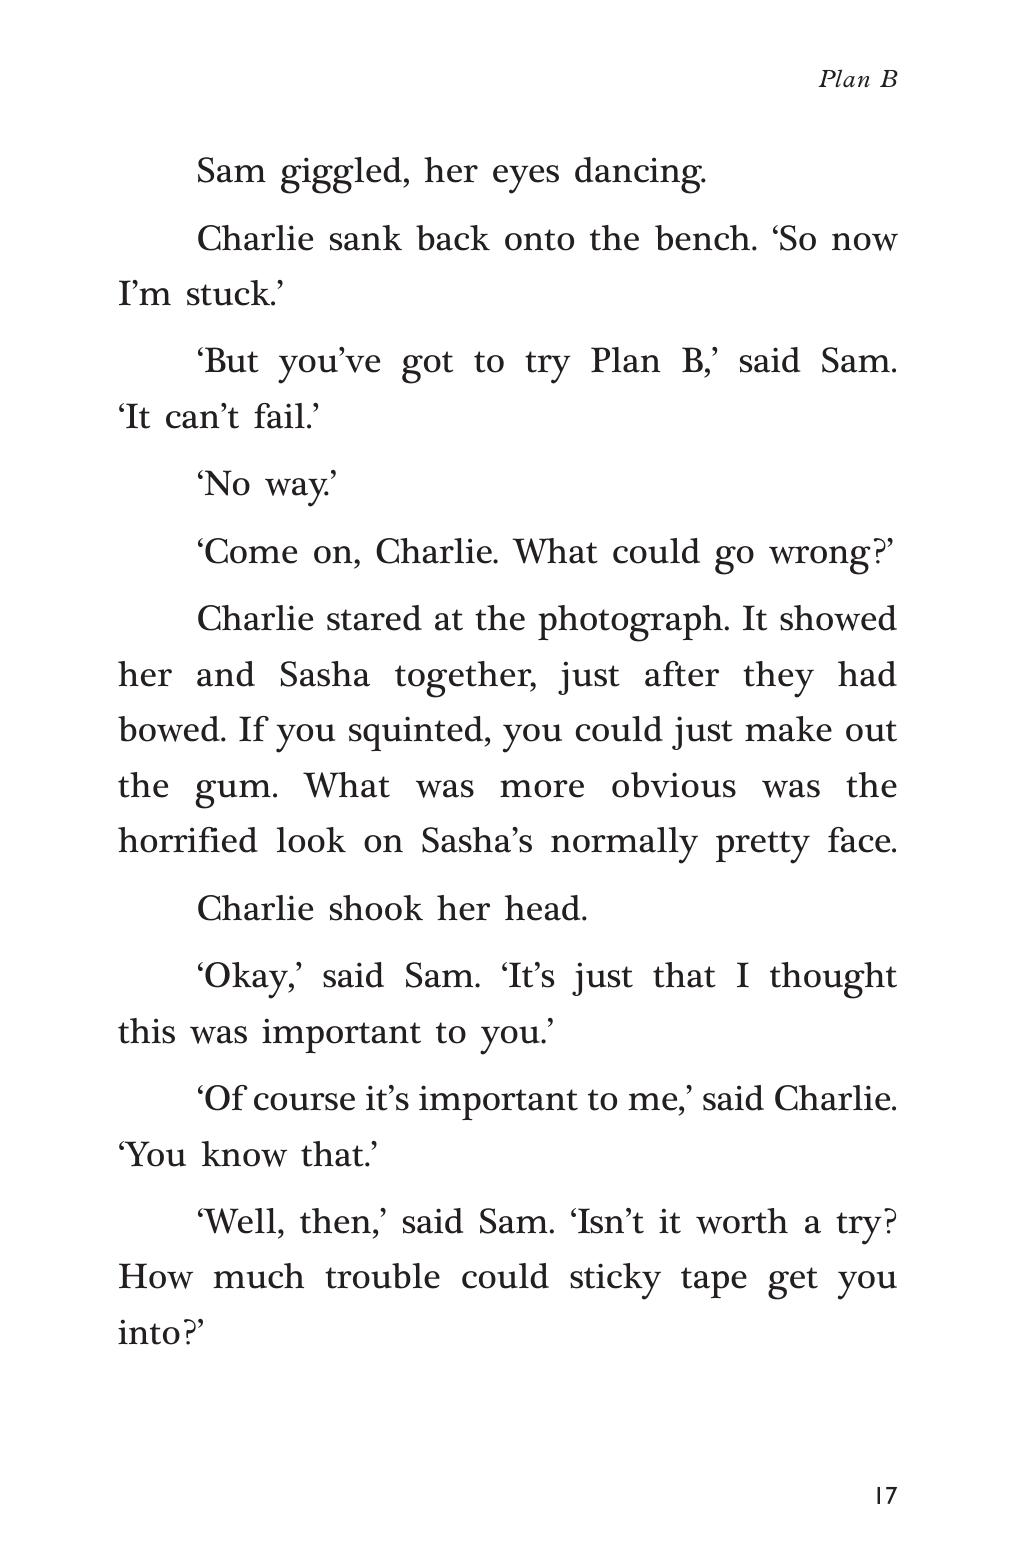 Plan B
Sam giggled, her eyes dancing.
Charlie sank back onto the bench. ‘So now
I’m stuck.’
‘But you’ve got to try Plan B,’ said Sam.
‘It can’t fail.’
‘No way.’
‘Come on, Charlie. What could go wrong?’
Charlie stared at the photograph. It showed
her and Sasha together, just after they had
bowed. If you squinted, you could just make out
the gum. What was more obvious was the
horrified look on Sasha’s normally pretty face.
Charlie shook her head.
‘Okay,’ said Sam. ‘It’s just that I thought
this was important to you.’
‘Of course it’s important to me,’ said Charlie.
‘You know that.’
‘Well, then,’ said Sam. ‘Isn’t it worth a try?
How much trouble could sticky tape get you
into?’
17